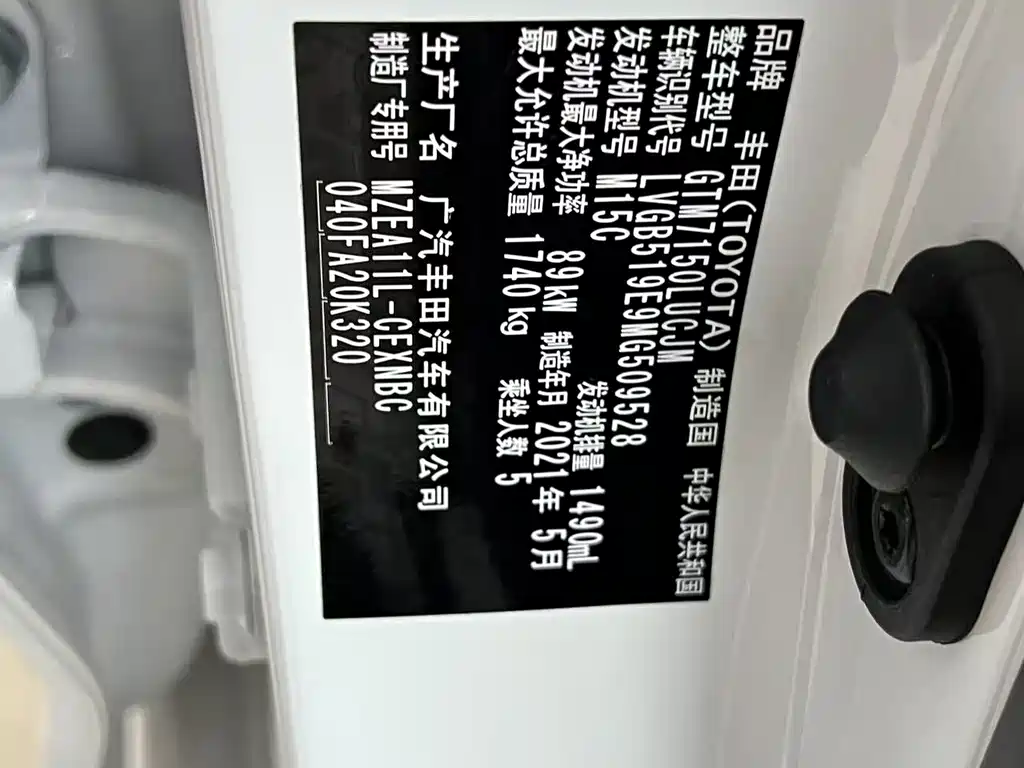 品牌 丰田(TOYOTA) 制造国 中华人民共和国
整车型号 GTM7150LUCJM
车辆识别代号 LVGB519E9MG509528
发动机型号 M15C 发动机排量 1490mL
发动机最大净功率 89kW 制造年月 2021年 5月
最大允许总质量 1740kg 乘坐人数 5
生产厂名 广汽丰田汽车有限公司
制造厂专用号 MZEA11L-CEXNBC
040FA20K320